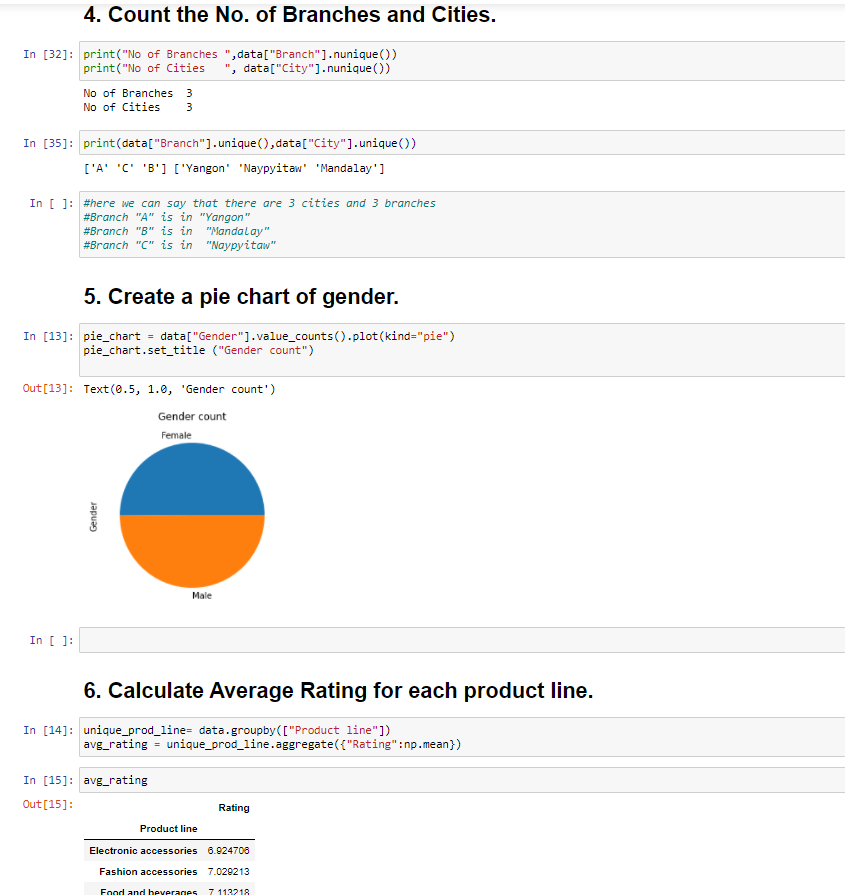 4. Count the No. of Branches and Cities.
In [32]: print("No of Branches ",data["Branch"].nunique())
print("No of Cities   ", data["City"].nunique())
No of Branches  3
No of Cities    3
In [35]: print(data["Branch"].unique(),data["City"].unique())
['A' 'C' 'B'] ['Yangon' 'Naypyitaw' 'Mandalay']
In [ ]: #here we can say that there are 3 cities and 3 branches
#Branch "A" is in "Yangon"
#Branch "B" is in  "Mandalay"
#Branch "C" is in  "Naypyitaw"
5. Create a pie chart of gender.
In [13]: pie_chart = data["Gender"].value_counts().plot(kind="pie")
pie_chart.set_title ("Gender count")
Out[13]: Text(0.5, 1.0, 'Gender count')
Gender count
Female
Gender
Male
In [ ]:
6. Calculate Average Rating for each product line.
In [14]: unique_prod_line= data.groupby(["Product line"])
avg_rating = unique_prod_line.aggregate({"Rating":np.mean})
In [15]: avg_rating
Out[15]:
Rating
Product line
Electronic accessories 6.924706
Fashion accessories 7.029213
Food and beverages 7.113218